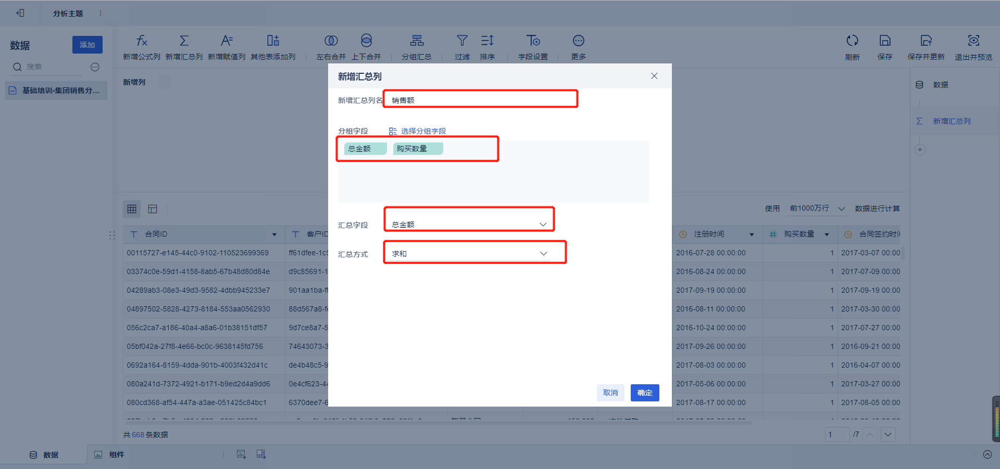 分析主题
数据
添加
搜索
基础培训-集团销售分...
新增公式列 新增汇总列 新增赋值列 其他表添加列 左右合并 上下合并 分组汇总 过滤 排序 字段设置 更多 刷新 保存 保存并更新 退出并预览
新增列
新增汇总列
新增汇总列名
销售额
分组字段
选择分组字段
总金额 购买数量
汇总字段
总金额
汇总方式
求和
取消 确定
数据
新增汇总列
使用 前1000万行 数据进行计算
合同ID 客户ID 注册时间 购买数量 合同签约时间
00115727-e145-44c0-9102-110523699369 ff61dfee-1c5 2016-07-28 00:00:00 1 2017-03-07 00:00
03374c0e-59d1-4158-8ab5-67b48d80d84e d9c85691-1 2016-08-24 00:00:00 1 2017-07-09 00:00
04289ab3-08e3-49d3-9582-4dbb945233e7 901aa1ba-ff 2017-09-19 00:00:00 1 2017-09-19 00:00
04897502-5828-4273-8184-553aa0562930 88d567a8-fe 2016-08-11 00:00:00 1 2017-03-30 00:00
056c2ca7-a186-40a4-a8a6-01b38151df57 9d7ce8a7-5 2016-10-24 00:00:00 1 2017-07-27 00:00
05bf042a-27f8-4e66-bc0c-9638145fd756 74643073-3 2017-09-26 00:00:00 1 2016-09-21 00:00
0692a164-8159-4dda-901b-4003f432d41c de4b48c5-9 2017-08-03 00:00:00 1 2016-04-07 00:00
080a241d-7372-4921-b171-b9ed2d4a9dd6 0e4cf623-44 2017-05-06 00:00:00 1 2017-03-27 00:00
080cd368-af54-447a-a3ae-051425c84bc1 6370dee7-6 2017-08-17 00:00:00 1 2017-08-05 00:00
共 668 条数据
1 /7
数据 组件